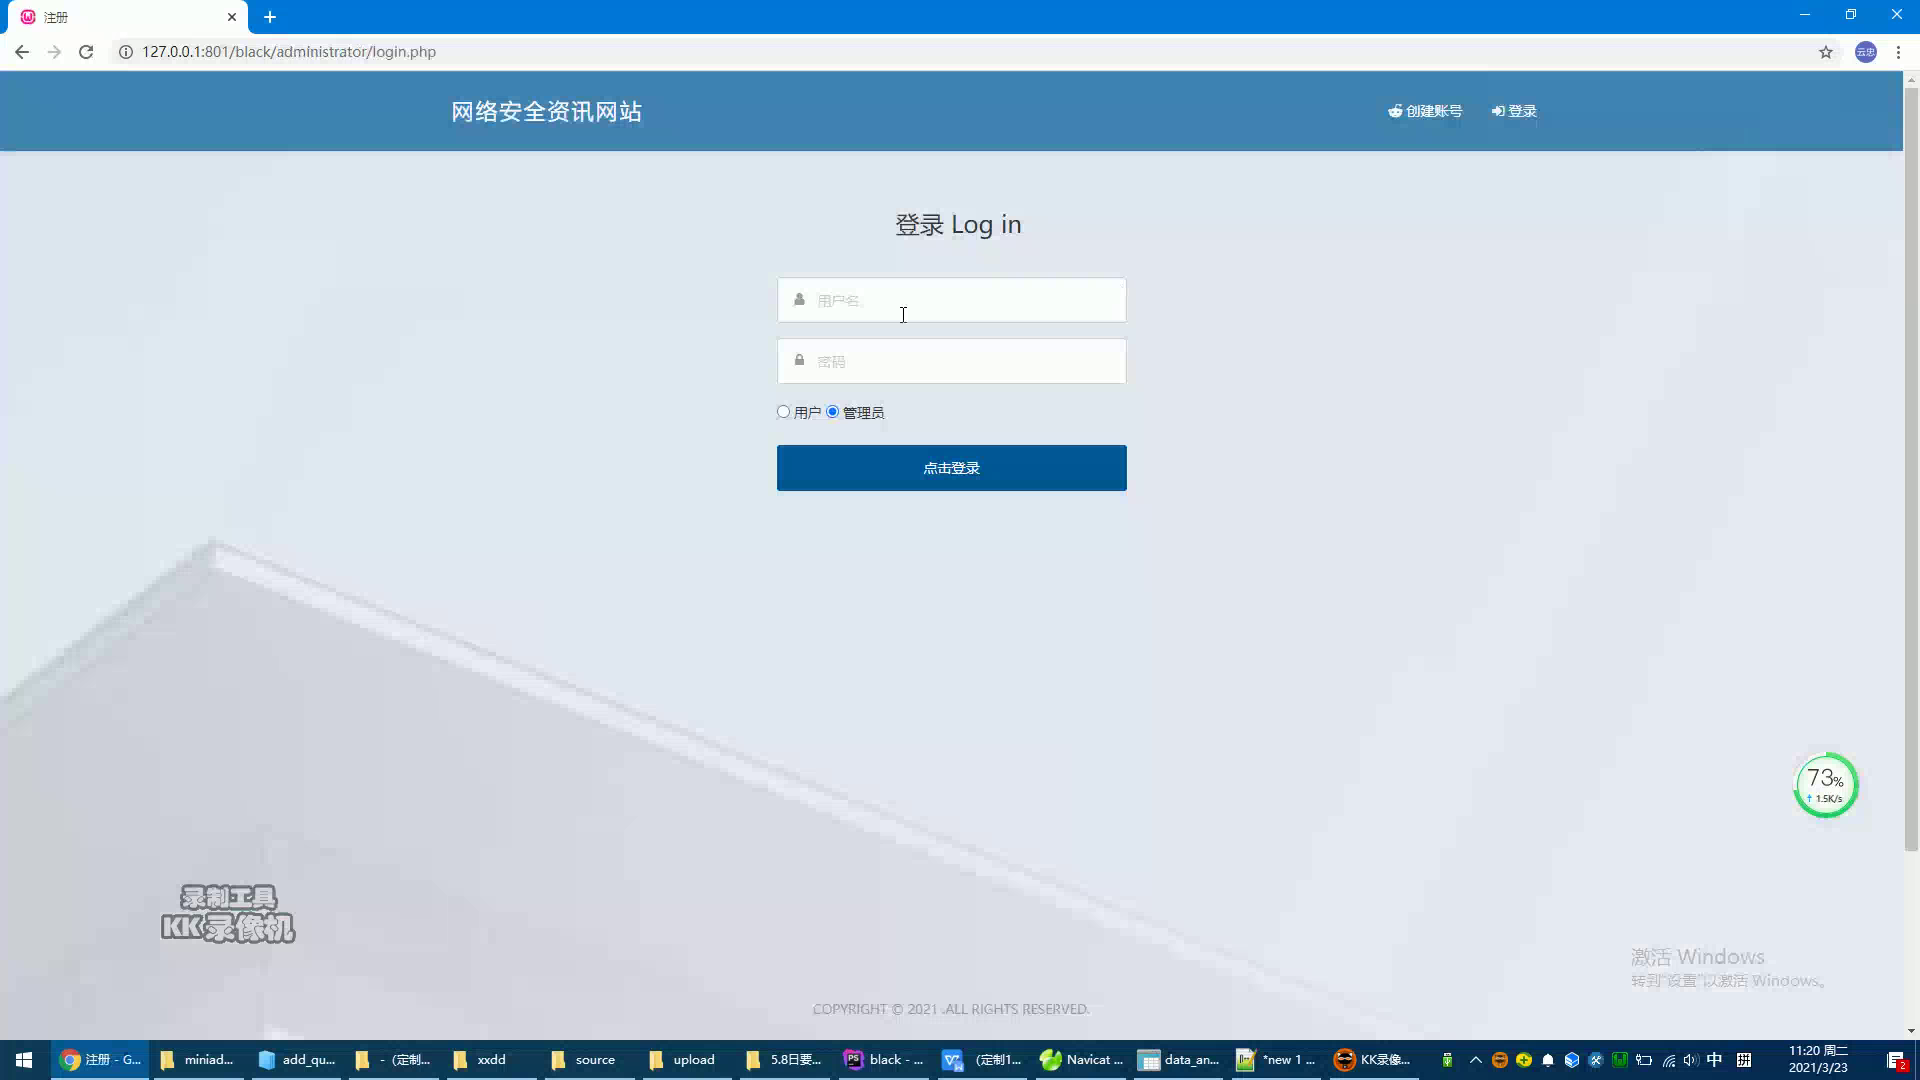 注册
127.0.0.1:801/black/administrator/login.php
云忠
网络安全资讯网站
创建账号
登录
登录 Log in
用户名
密码
用户 管理员
点击登录
73%
↑ 1.5K/s
录制工具
KK录像机
激活 Windows
转到"设置"以激活 Windows。
COPYRIGHT © 2021 .ALL RIGHTS RESERVED.
注册 - G...
miniad...
add_qu...
- （定制...
xxdd
source
upload
5.8日要...
black - ...
（定制1...
Navicat ...
data_an...
*new 1 ...
KK录像...
中
拼
11:20 周二
2021/3/23
2